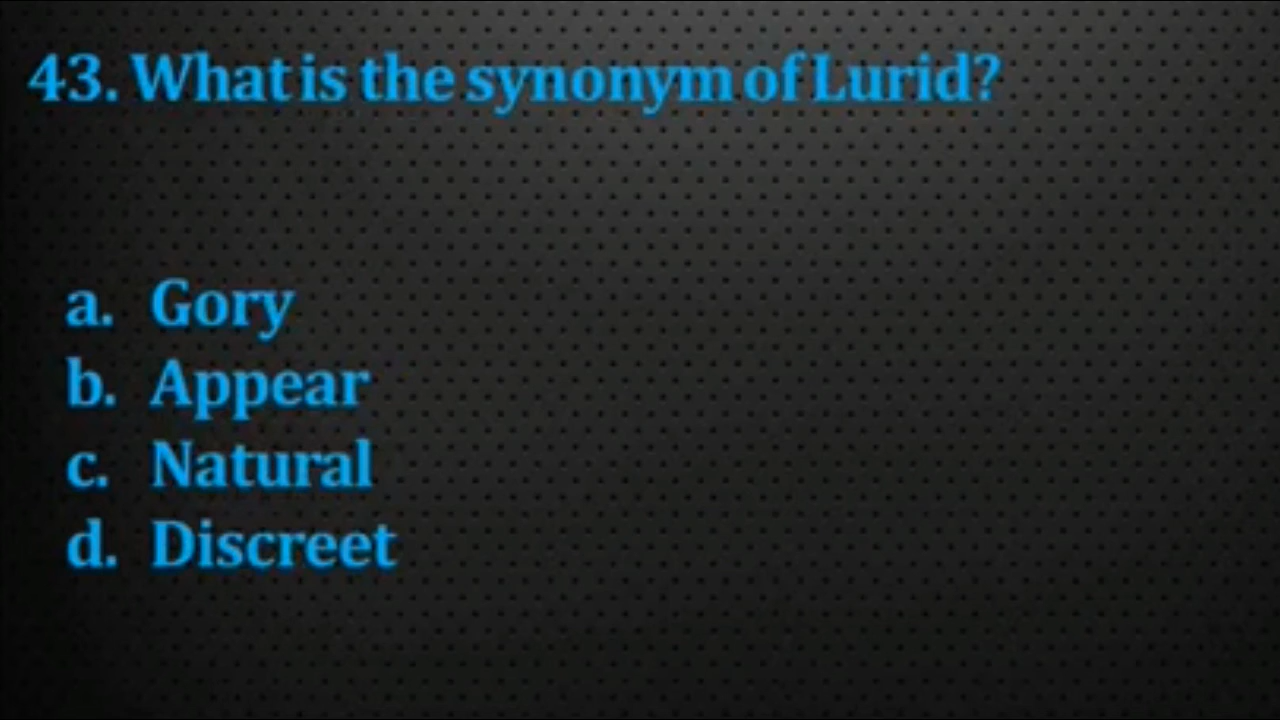 43. What is the synonym of Lurid?
a. Gory
b. Appear
c. Natural
d. Discreet